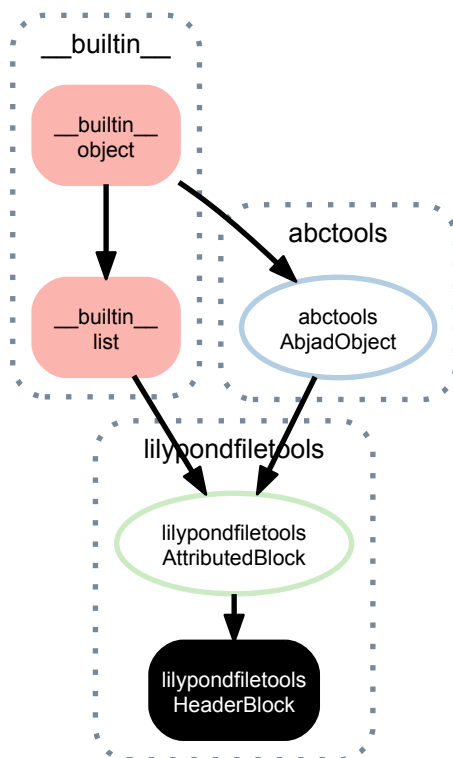 __builtin__
__builtin__
object
abctools
__builtin__
list
abctools
AbjadObject
lilypondfiletools
lilypondfiletools
AttributedBlock
lilypondfiletools
HeaderBlock